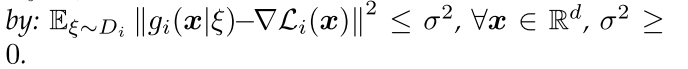 by: 𝔼_{ξ∼D_i} ‖g_i(x|ξ)–∇ℒ_i(x)‖² ≤ σ², ∀x ∈ ℝ^d, σ² ≥
0.